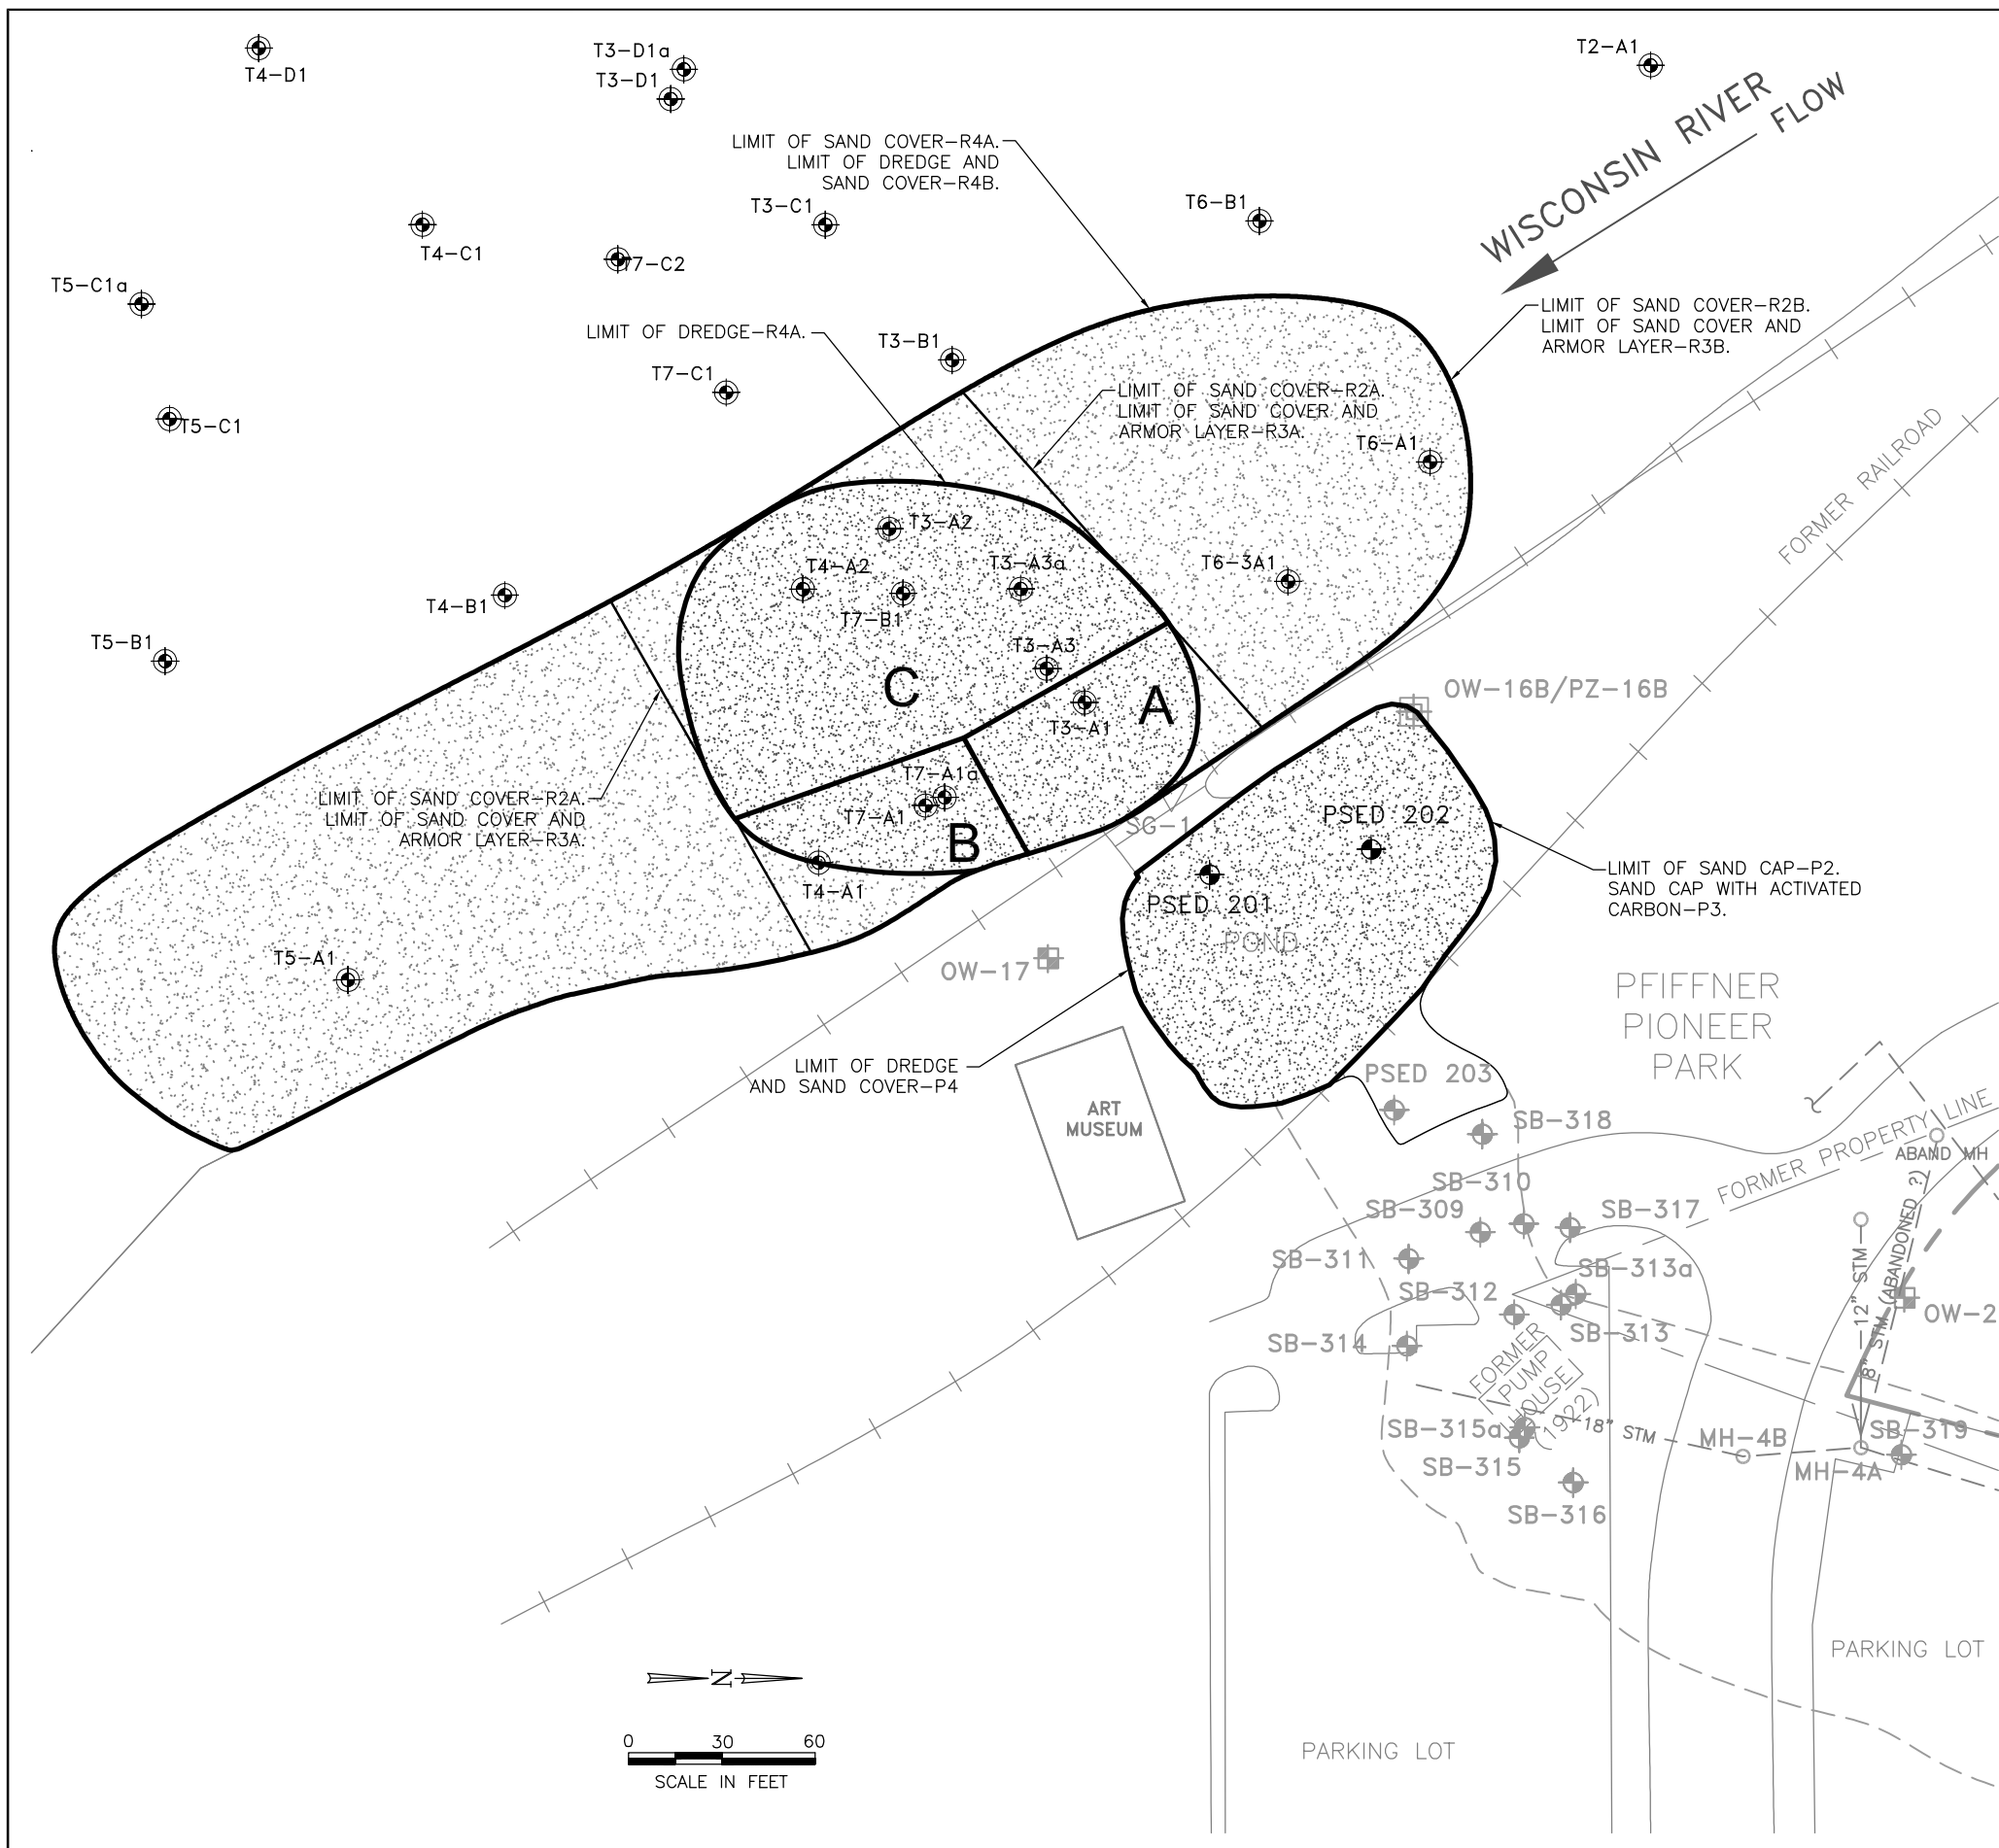 T4-D1
T3-D1a
T3-D1
T2-A1
WISCONSIN RIVER
FLOW
LIMIT OF SAND COVER-R4A.
LIMIT OF DREDGE AND
SAND COVER-R4B.
T3-C1
T6-B1
T4-C1
T7-C2
T5-C1a
LIMIT OF SAND COVER-R2B.
LIMIT OF SAND COVER AND
ARMOR LAYER-R3B.
LIMIT OF DREDGE-R4A.
T3-B1
T7-C1
LIMIT OF SAND COVER-R2A.
LIMIT OF SAND COVER AND
ARMOR LAYER-R3A.
T5-C1
T6-A1
FORMER RAILROAD
T3-A2
T4-A2
T3-A3a
T6-3A1
T7-B1
T4-B1
T5-B1
T3-A3
C
A
T3-A1
OW-16B/PZ-16B
T7-A1a
T7-A1
B
SG-1
LIMIT OF SAND COVER-R2A.
LIMIT OF SAND COVER AND
ARMOR LAYER-R3A.
PSED 202
T4-A1
PSED 201
POND
LIMIT OF SAND CAP-P2.
SAND CAP WITH ACTIVATED
CARBON-P3.
T5-A1
OW-17
PFIFFNER
PIONEER
PARK
LIMIT OF DREDGE
AND SAND COVER-P4
ART
MUSEUM
PSED 203
SB-318
FORMER PROPERTY LINE
ABAND MH
SB-310
SB-309
SB-317
SB-311
SB-313a
SB-312
SB-313
SB-314
12" STM
8" STM (ABANDONED ?)
OW-2
FORMER
PUMP
HOUSE
(1922)
SB-315a
18" STM
MH-4B
SB-319
SB-315
MH-4A
SB-316
PARKING LOT
N
0 30 60
SCALE IN FEET
PARKING LOT